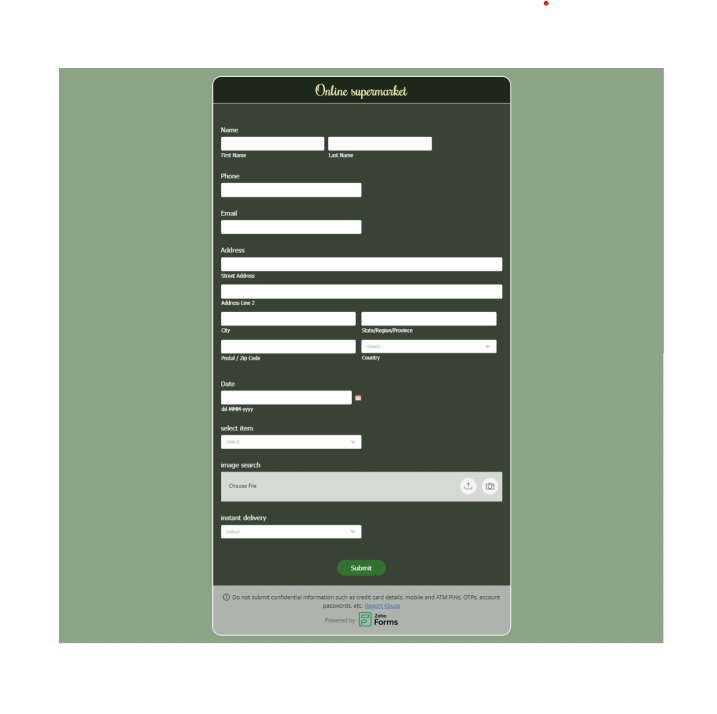 Online supermarket
Name
First Name
Last Name
Phone
Email
Address
Street Address
Address Line 2
City
State/Region/Province
Postal / Zip Code
-Select-
Country
Date
dd-MMM-yyyy
select item
-Select-
image search
Choose File
instant delivery
-Select-
Submit
Do not submit confidential information such as credit card details, mobile and ATM PINs, OTPs, account
passwords, etc. Report Abuse
Powered by Zoho Forms